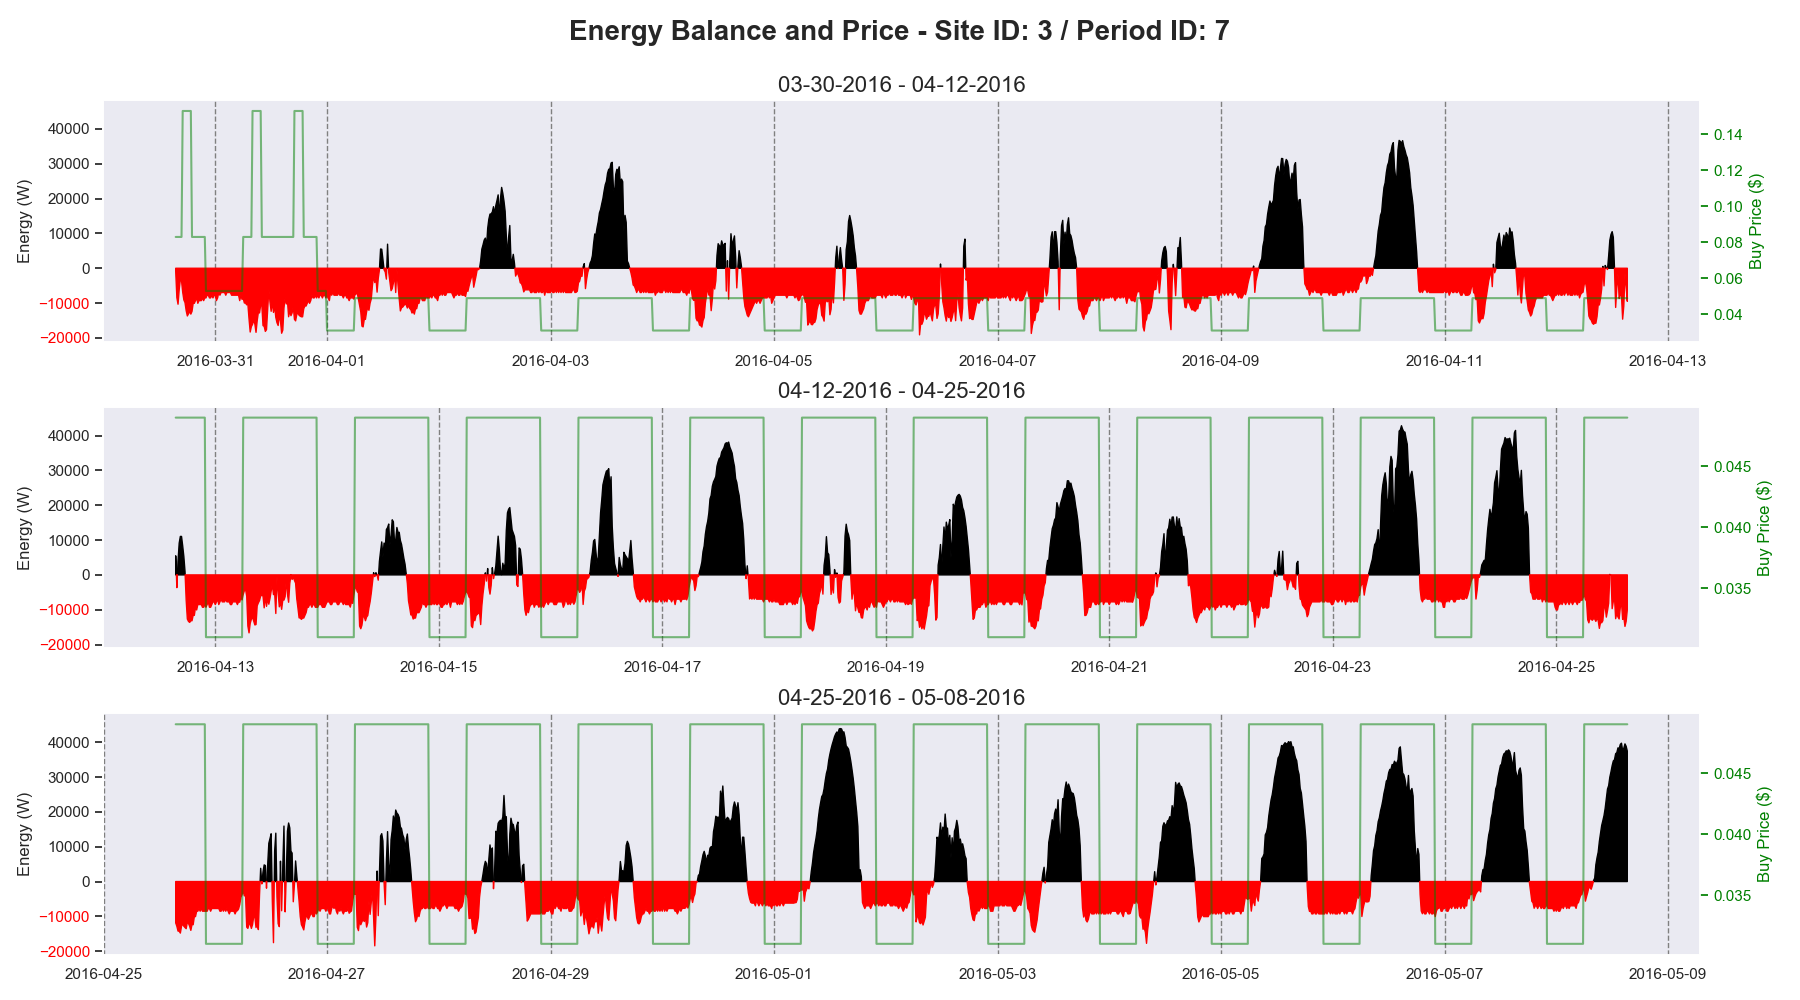 Energy Balance and Price - Site ID: 3 / Period ID: 7
03-30-2016 - 04-12-2016
Energy (W)
40000
30000
20000
10000
0
−10000
−20000
0.14
0.12
0.10
0.08
0.06
0.04
Buy Price ($)
2016-03-31 2016-04-01 2016-04-03 2016-04-05 2016-04-07 2016-04-09 2016-04-11 2016-04-13
04-12-2016 - 04-25-2016
Energy (W)
40000
30000
20000
10000
0
−10000
−20000
0.045
0.040
0.035
Buy Price ($)
2016-04-13 2016-04-15 2016-04-17 2016-04-19 2016-04-21 2016-04-23 2016-04-25
04-25-2016 - 05-08-2016
Energy (W)
40000
30000
20000
10000
0
−10000
−20000
0.045
0.040
0.035
Buy Price ($)
2016-04-25 2016-04-27 2016-04-29 2016-05-01 2016-05-03 2016-05-05 2016-05-07 2016-05-09